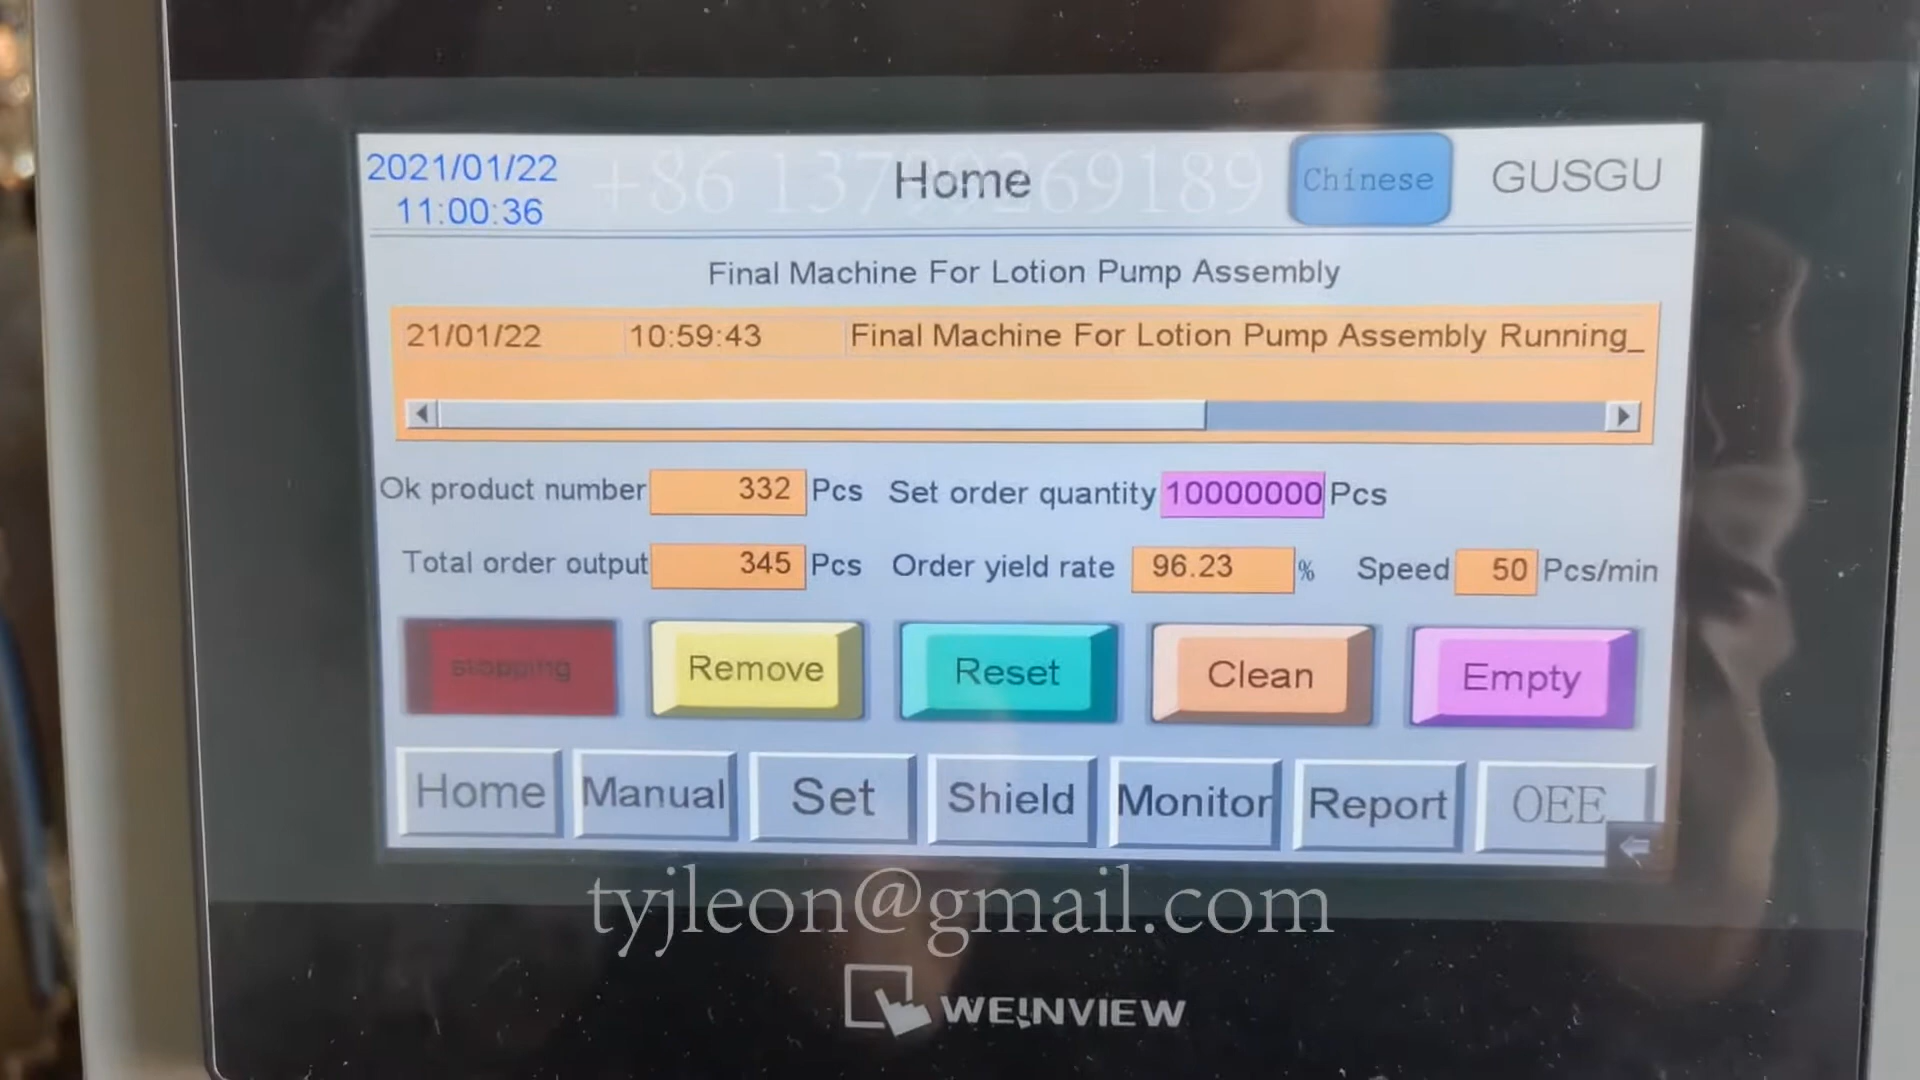 2021/01/22
11:00:36
Home
Chinese
GUSGU
Final Machine For Lotion Pump Assembly
21/01/22 10:59:43 Final Machine For Lotion Pump Assembly Running_
Ok product number 332 Pcs Set order quantity 10000000 Pcs
Total order output 345 Pcs Order yield rate 96.23 % Speed 50 Pcs/min
stopping Remove Reset Clean Empty
Home Manual Set Shield Monitor Report OEE
tyjleon@gmail.com
WEINVIEW